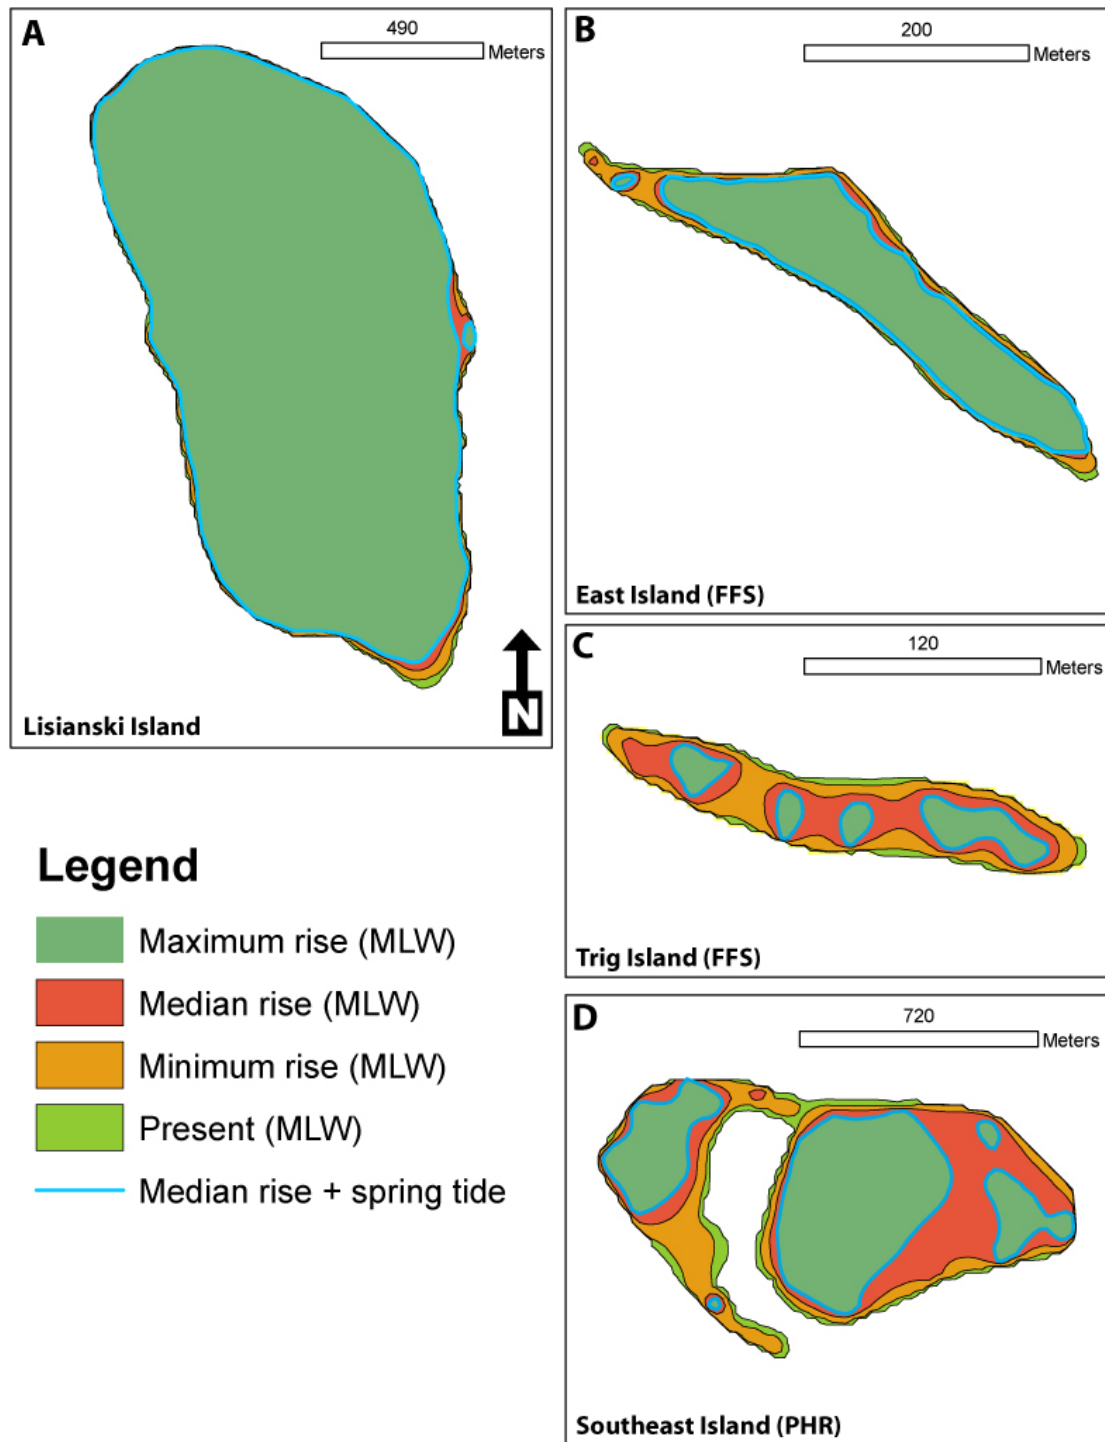 A
490
Meters
N
Lisianski Island
B
200
Meters
East Island (FFS)
C
120
Meters
Trig Island (FFS)
D
720
Meters
Southeast Island (PHR)
Legend
Maximum rise (MLW)
Median rise (MLW)
Minimum rise (MLW)
Present (MLW)
Median rise + spring tide